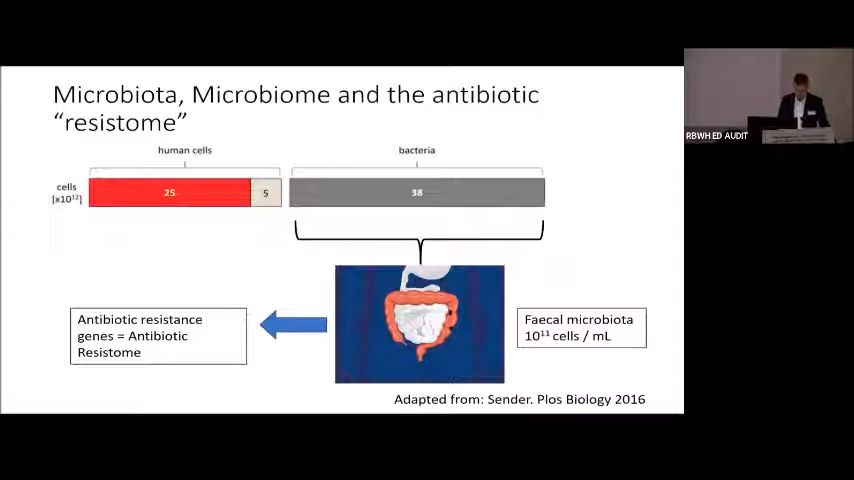 Microbiota, Microbiome and the antibiotic
“resistome”
human cells
bacteria
cells
[x10¹²]
25
5
38
Antibiotic resistance
genes = Antibiotic
Resistome
Faecal microbiota
10¹¹ cells / mL
Adapted from: Sender. Plos Biology 2016
RBWH ED AUDIT